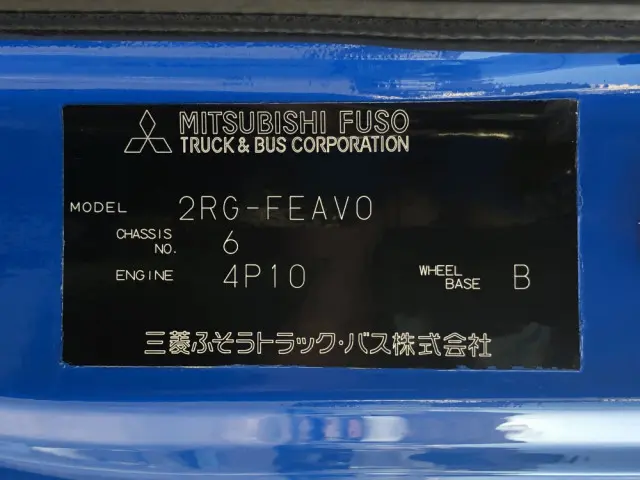 MITSUBISHI FUSO
TRUCK & BUS CORPORATION
MODEL 2RG-FEAV0
CHASSIS NO. 6
ENGINE 4P10 WHEEL BASE B
三菱ふそうトラック・バス株式会社